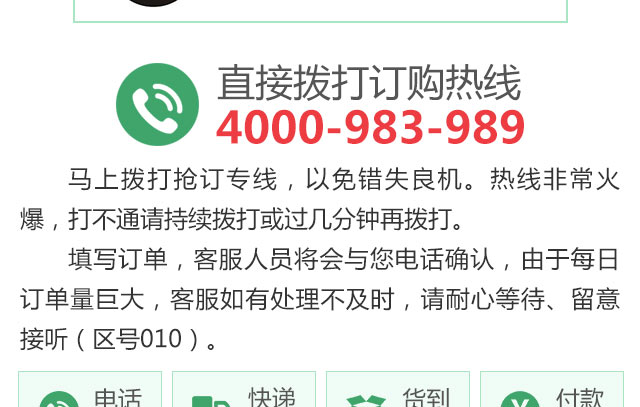 直接拨打订购热线
4000-983-989
马上拨打抢订专线，以免错失良机。热线非常火
爆，打不通请持续拨打或过几分钟再拨打。
填写订单，客服人员将会与您电话确认，由于每日
订单量巨大，客服如有处理不及时，请耐心等待、留意
接听（区号010）。
电话 快递 货到 付款